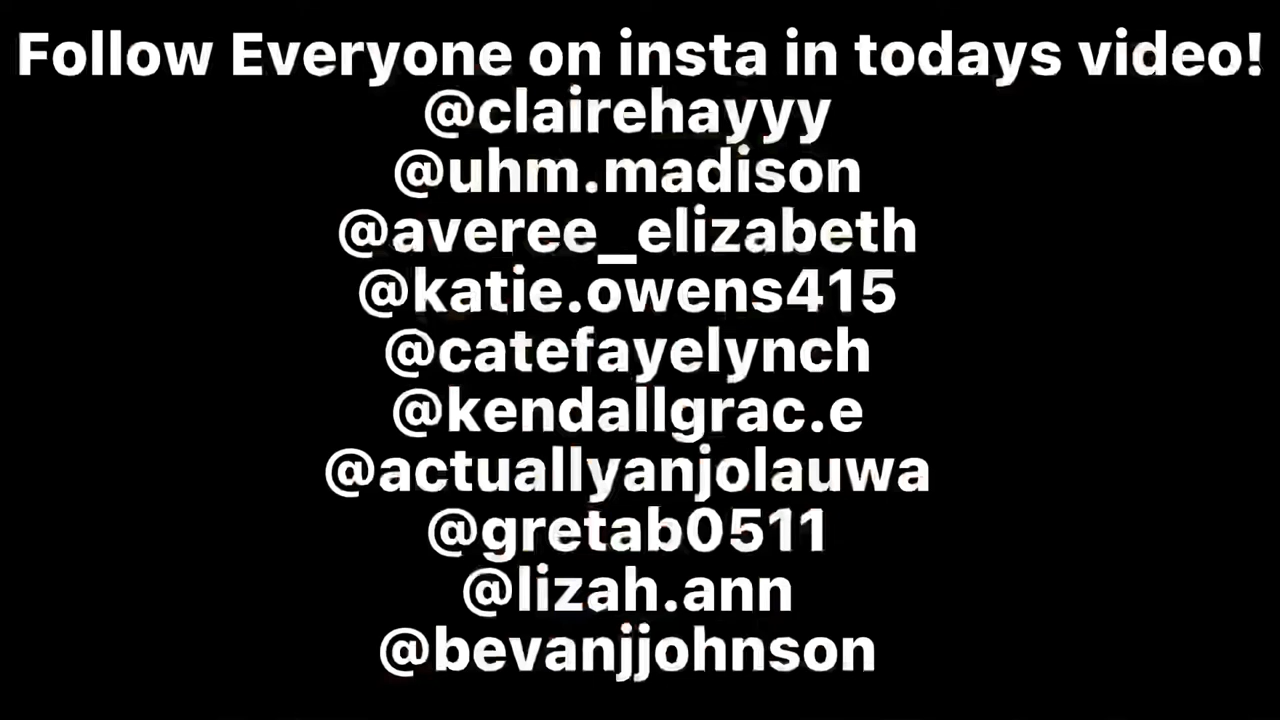 Follow Everyone on insta in todays video!
@clairehayyy
@uhm.madison
@averee_elizabeth
@katie.owens415
@catefayelynch
@kendallgrac.e
@actuallyanjolauwa
@gretab0511
@lizah.ann
@bevanjjohnson